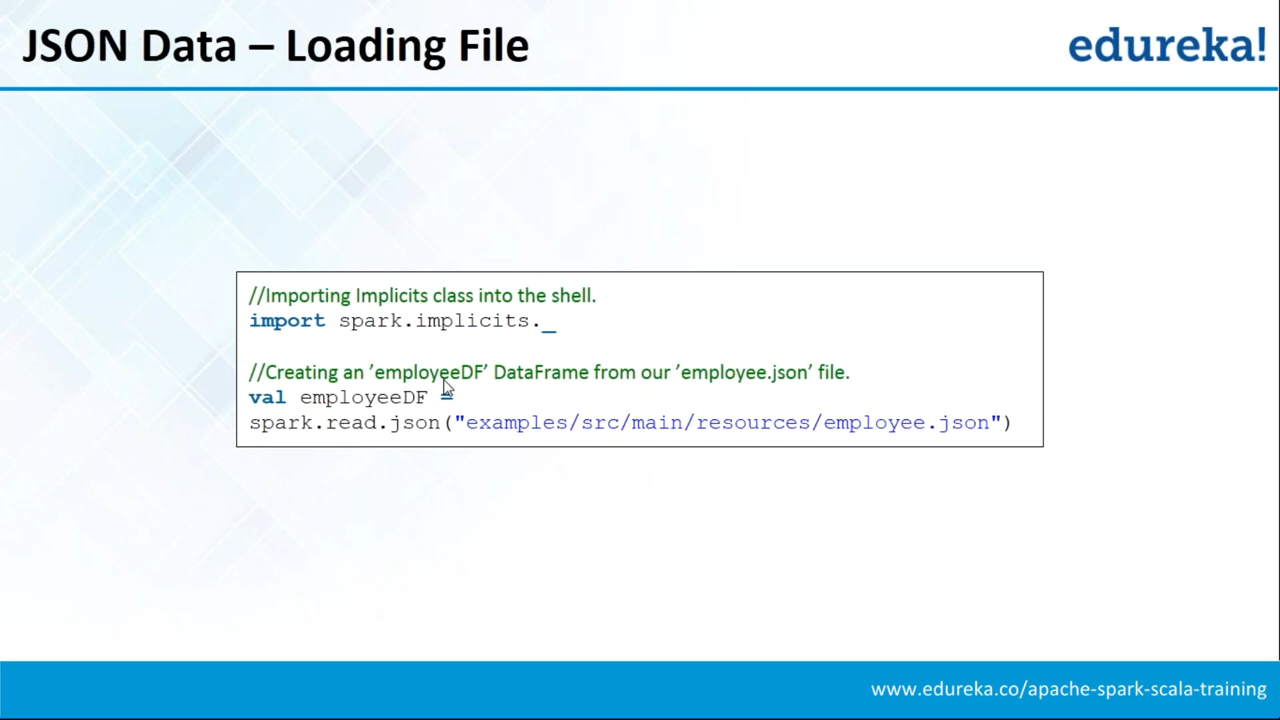 JSON Data – Loading File
edureka!
//Importing Implicits class into the shell.
import spark.implicits._
//Creating an ’employeeDF’ DataFrame from our ’employee.json’ file.
val employeeDF =
spark.read.json("examples/src/main/resources/employee.json")
www.edureka.co/apache-spark-scala-training